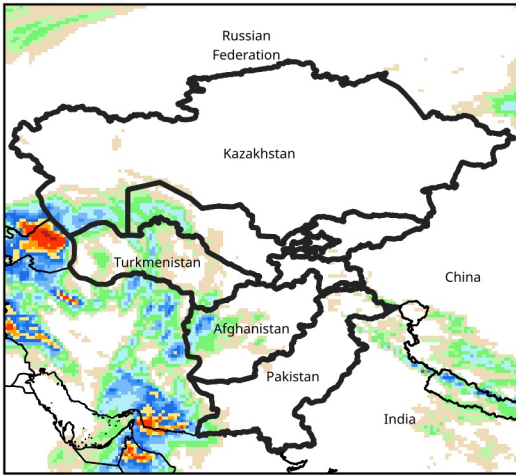 Russian
Federation
Kazakhstan
Turkmenistan
China
Afghanistan
Pakistan
India